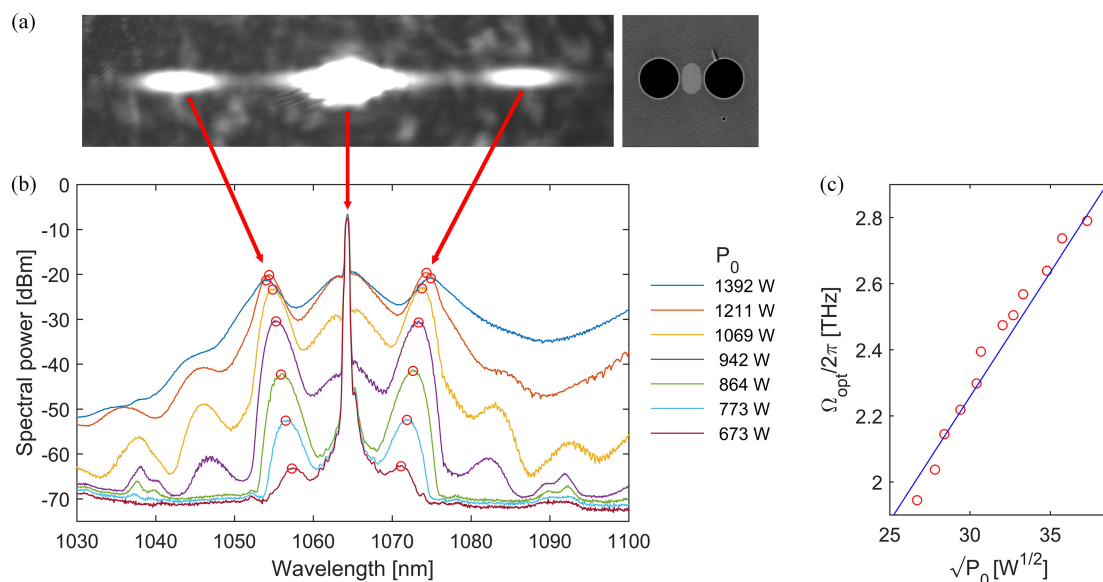 (a)
(b)
(c)
0
-10
-20
-30
-40
-50
-60
-70
Spectral power [dBm]
1030 1040 1050 1060 1070 1080 1090 1100
Wavelength [nm]
P0
1392 W
1211 W
1069 W
942 W
864 W
773 W
673 W
2.8
2.6
2.4
2.2
2
Ωopt/2π [THz]
25 30 35
√P0 [W1/2]